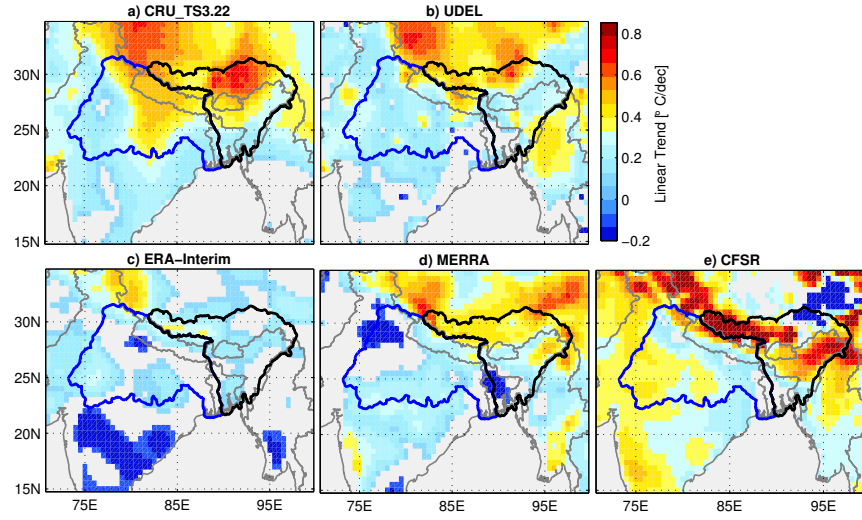 a) CRU_TS3.22
b) UDEL
30N
25N
20N
15N
0.8
0.6
0.4
0.2
0
−0.2
Linear Trend [° C/dec]
c) ERA−Interim
d) MERRA
e) CFSR
30N
25N
20N
15N
75E 85E 95E
75E 85E 95E
75E 85E 95E